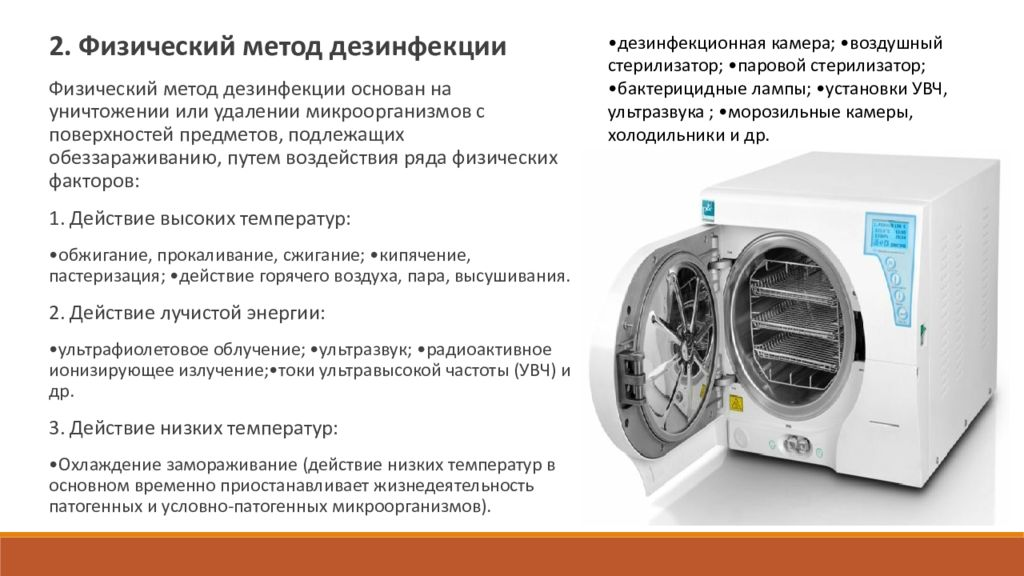 2. Физический метод дезинфекции
Физический метод дезинфекции основан на
уничтожении или удалении микроорганизмов с
поверхностей предметов, подлежащих
обеззараживанию, путем воздействия ряда физических
факторов:
1. Действие высоких температур:
•обжигание, прокаливание, сжигание; •кипячение,
пастеризация; •действие горячего воздуха, пара, высушивания.
2. Действие лучистой энергии:
•ультрафиолетовое облучение; •ультразвук; •радиоактивное
ионизирующее излучение;•токи ультравысокой частоты (УВЧ) и
др.
3. Действие низких температур:
•Охлаждение замораживание (действие низких температур в
основном временно приостанавливает жизнедеятельность
патогенных и условно-патогенных микроорганизмов).
•дезинфекционная камера; •воздушный
стерилизатор; •паровой стерилизатор;
•бактерицидные лампы; •установки УВЧ,
ультразвука ; •морозильные камеры,
холодильники и др.